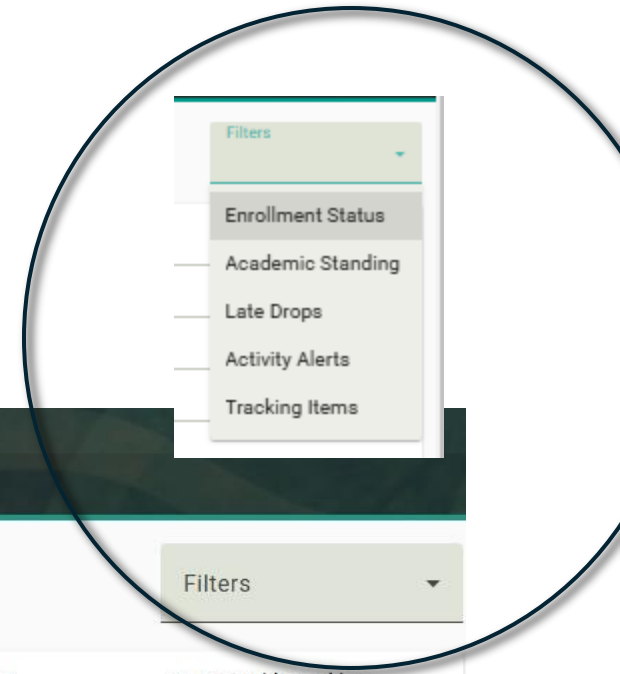 Filters
Enrollment Status
Academic Standing
Late Drops
Activity Alerts
Tracking Items
Filters